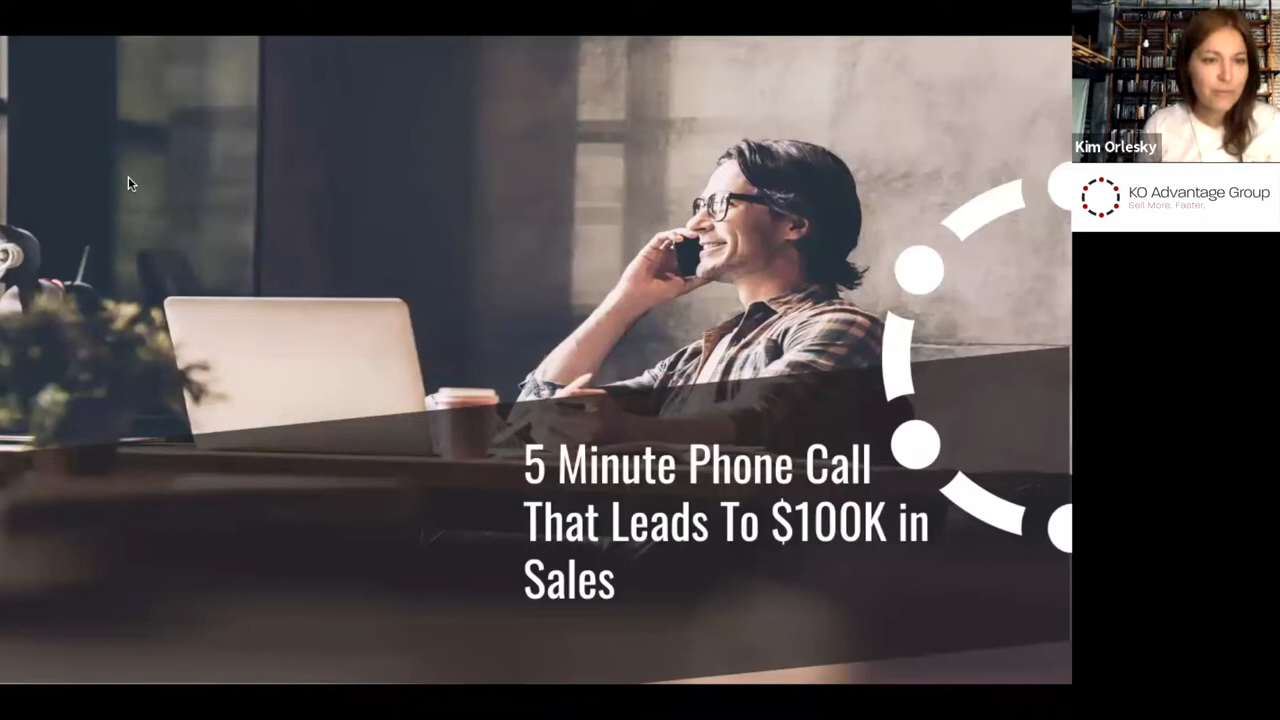 5 Minute Phone Call
That Leads To $100K in
Sales
Kim Orlesky
KO Advantage Group
Sell More. Faster.